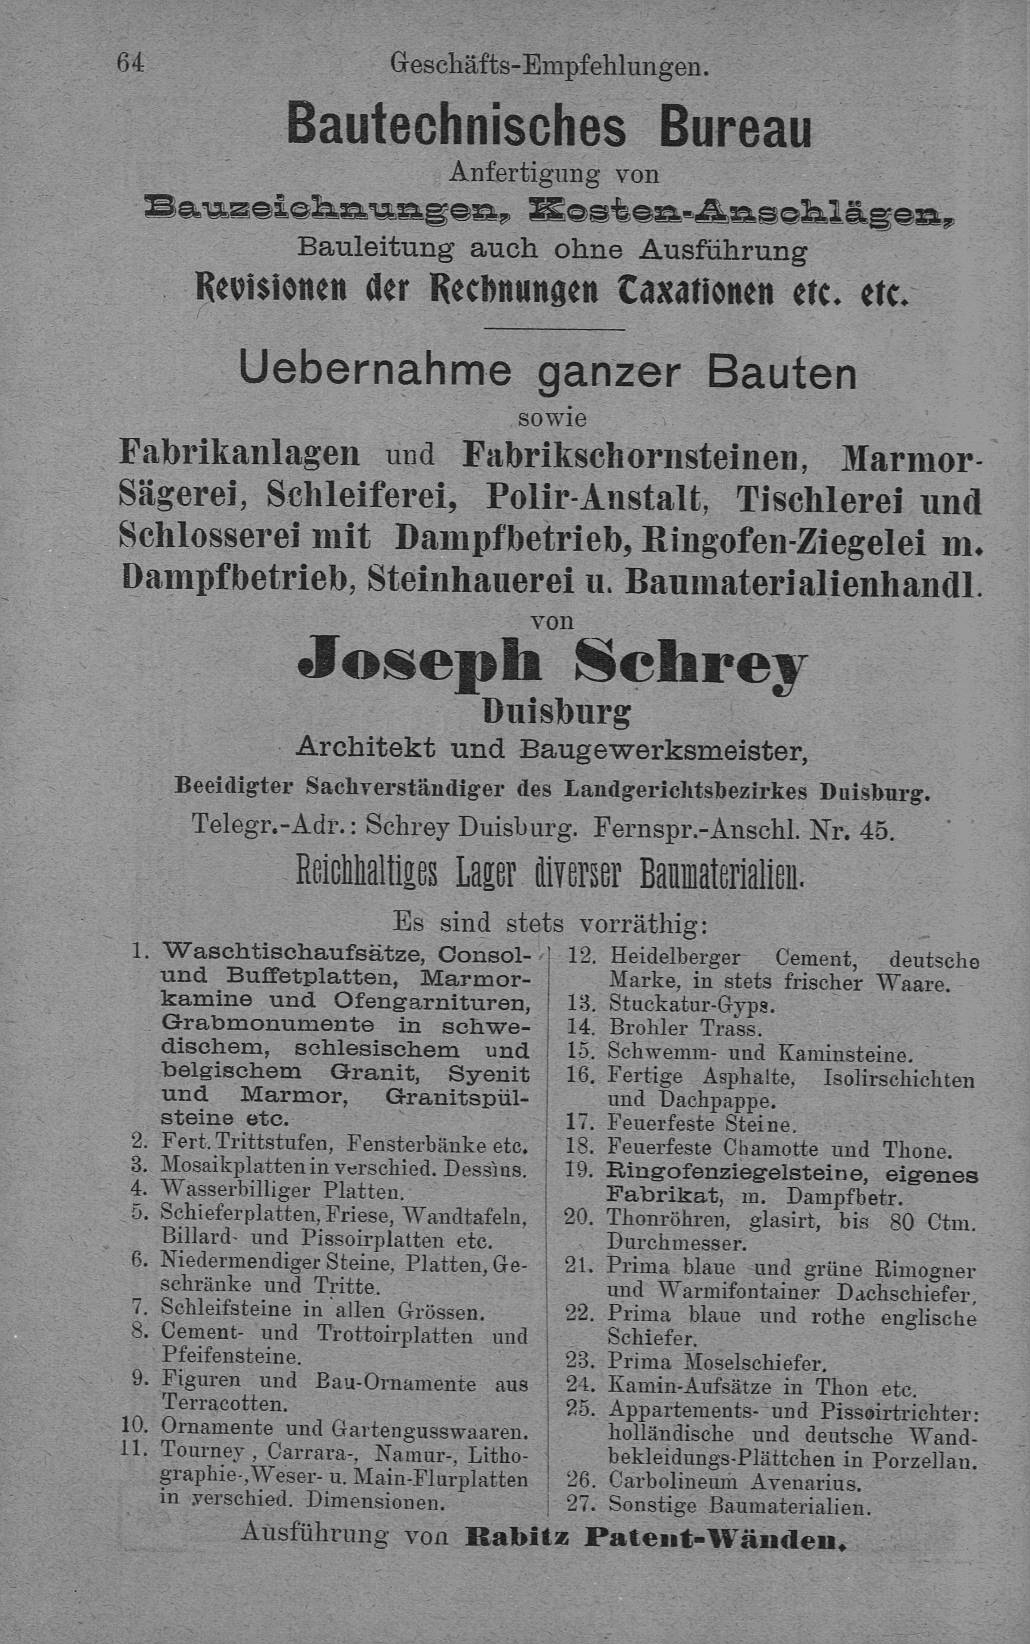 64
Geschäfts-Empfehlungen.
Bautechnisches Bureau
Anfertigung von
Bauzeichnungen, Kosten-Anschlägen,
Bauleitung auch ohne Ausführung
Revisionen der Rechnungen Taxationen etc. etc.
Uebernahme ganzer Bauten
sowie
Fabrikanlagen und Fabrikschornsteinen, Marmor-
Sägerei, Schleiferei, Polir-Anstalt, Tischlerei und
Schlosserei mit Dampfbetrieb, Ringofen-Ziegelei m.
Dampfbetrieb, Steinhauerei u. Baumaterialienhandl.
von
Joseph Schrey
Duisburg
Architekt und Baugewerksmeister,
Beeidigter Sachverständiger des Landgerichtsbezirkes Duisburg.
Telegr.-Adr.: Schrey Duisburg. Fernspr.-Anschl. Nr. 45.
Reichhaltiges Lager diverser Baumaterialien.
Es sind stets vorräthig:
1. Waschtischaufsätze, Consol-
und Buffetplatten, Marmor-
kamine und Ofengarnituren,
Grabmonumente in schwe-
dischem, schlesischem und
belgischem Granit, Syenit
und Marmor, Granitspül-
steine etc.
2. Fert. Trittstufen, Fensterbänke etc.
3. Mosaikplatten in verschied. Dessins.
4. Wasserbilliger Platten.
5. Schieferplatten, Friese, Wandtafeln,
Billard- und Pissoirplatten etc.
6. Niedermendiger Steine, Platten, Ge-
schränke und Tritte.
7. Schleifsteine in allen Grössen.
8. Cement- und Trottoirplatten und
Pfeifensteine.
9. Figuren und Bau-Ornamente aus
Terracotten.
10. Ornamente und Gartengusswaaren.
11. Tourney, Carrara-, Namur-, Litho-
graphie-, Weser- u. Main-Flurplatten
in verschied. Dimensionen.
12. Heidelberger Cement, deutsche
Marke, in stets frischer Waare.
13. Stuckatur-Gyps.
14. Brohler Trass.
15. Schwemm- und Kaminsteine.
16. Fertige Asphalte, Isolirschichten
und Dachpappe.
17. Feuerfeste Steine.
18. Feuerfeste Chamotte und Thone.
19. Ringofenziegelsteine, eigenes
Fabrikat, m. Dampfbetr.
20. Thonröhren, glasirt, bis 80 Ctm.
Durchmesser.
21. Prima blaue und grüne Rimogner
und Warmifontainer Dachschiefer,
22. Prima blaue und rothe englische
Schiefer.
23. Prima Moselschiefer.
24. Kamin-Aufsätze in Thon etc.
25. Appartements- und Pissoirtrichter:
holländische und deutsche Wand-
bekleidungs-Plättchen in Porzellan.
26. Carbolineum Avenarius.
27. Sonstige Baumaterialien.
Ausführung von Rabitz Patent-Wänden.